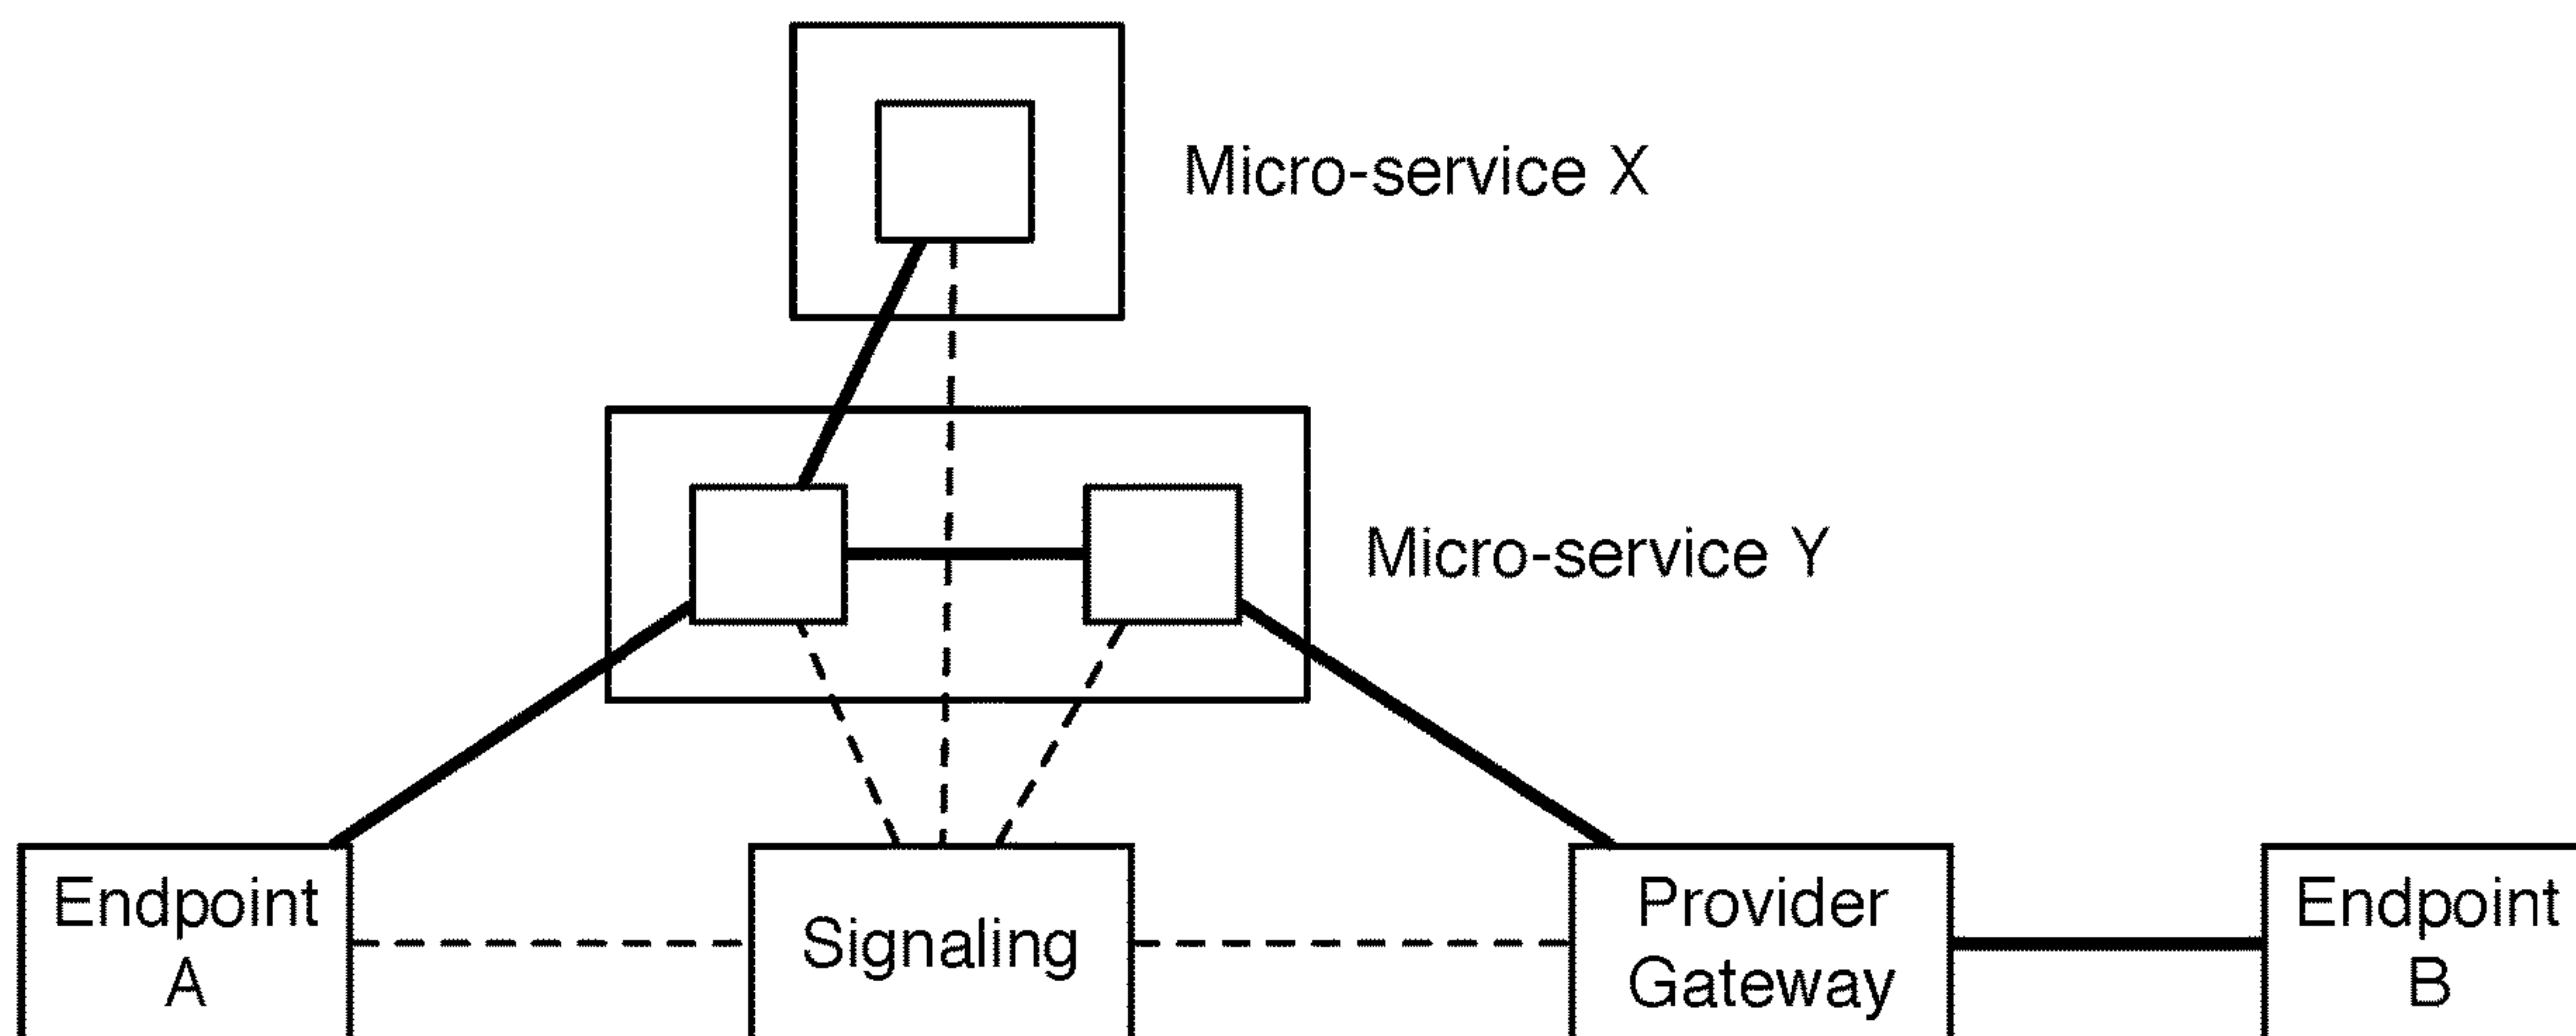 Micro-service X
Micro-service Y
Endpoint
A
Signaling
Provider
Gateway
Endpoint
B